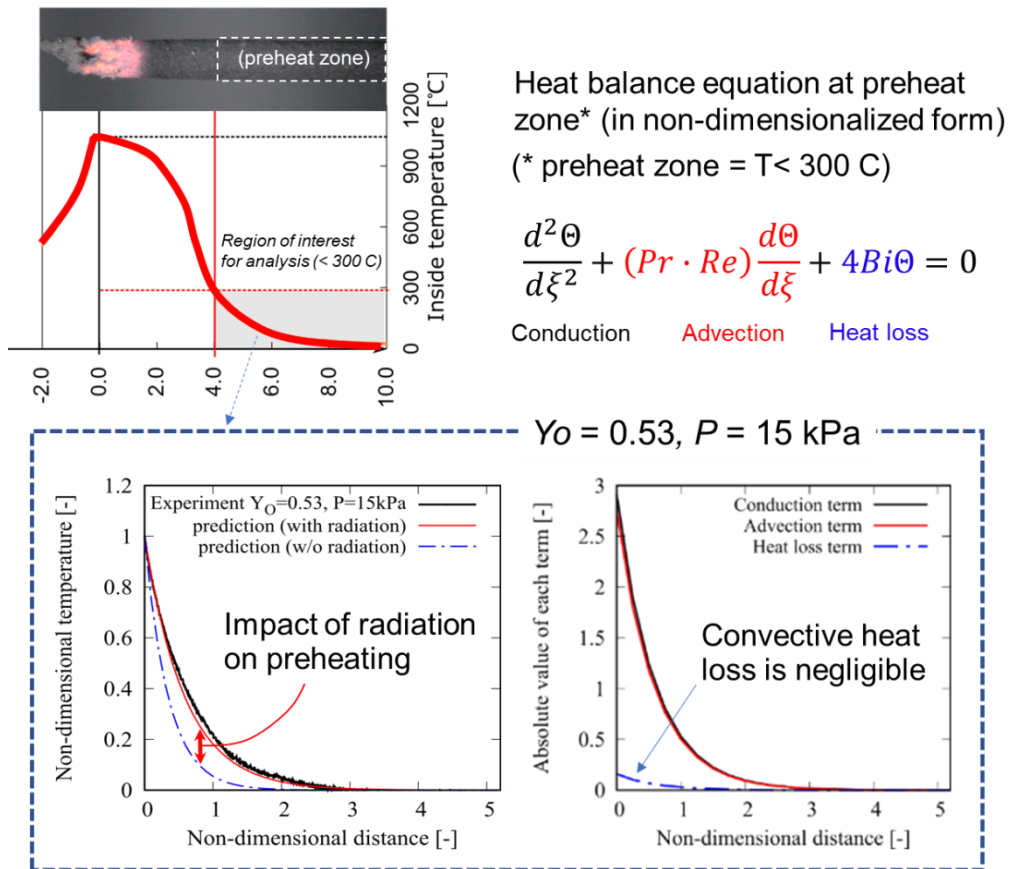 (preheat zone)
Inside temperature [℃]
0 300 600 900 1200
Region of interest
for analysis (< 300 C)
-2.0 0.0 2.0 4.0 6.0 8.0 10.0
Heat balance equation at preheat
zone* (in non-dimensionalized form)
(* preheat zone = T< 300 C)
d²Θ/dξ² + (Pr · Re) dΘ/dξ + 4BiΘ = 0
Conduction Advection Heat loss
Yo = 0.53, P = 15 kPa
Non-dimensional temperature [-]
1.2
1
0.8
0.6
0.4
0.2
0
Experiment Y_O=0.53, P=15kPa
prediction (with radiation)
prediction (w/o radiation)
Impact of radiation
on preheating
0 1 2 3 4 5
Non-dimensional distance [-]
Absolute value of each term [-]
3
2.5
2
1.5
1
0.5
0
Conduction term
Advection term
Heat loss term
Convective heat
loss is negligible
0 1 2 3 4 5
Non-dimensional distance [-]